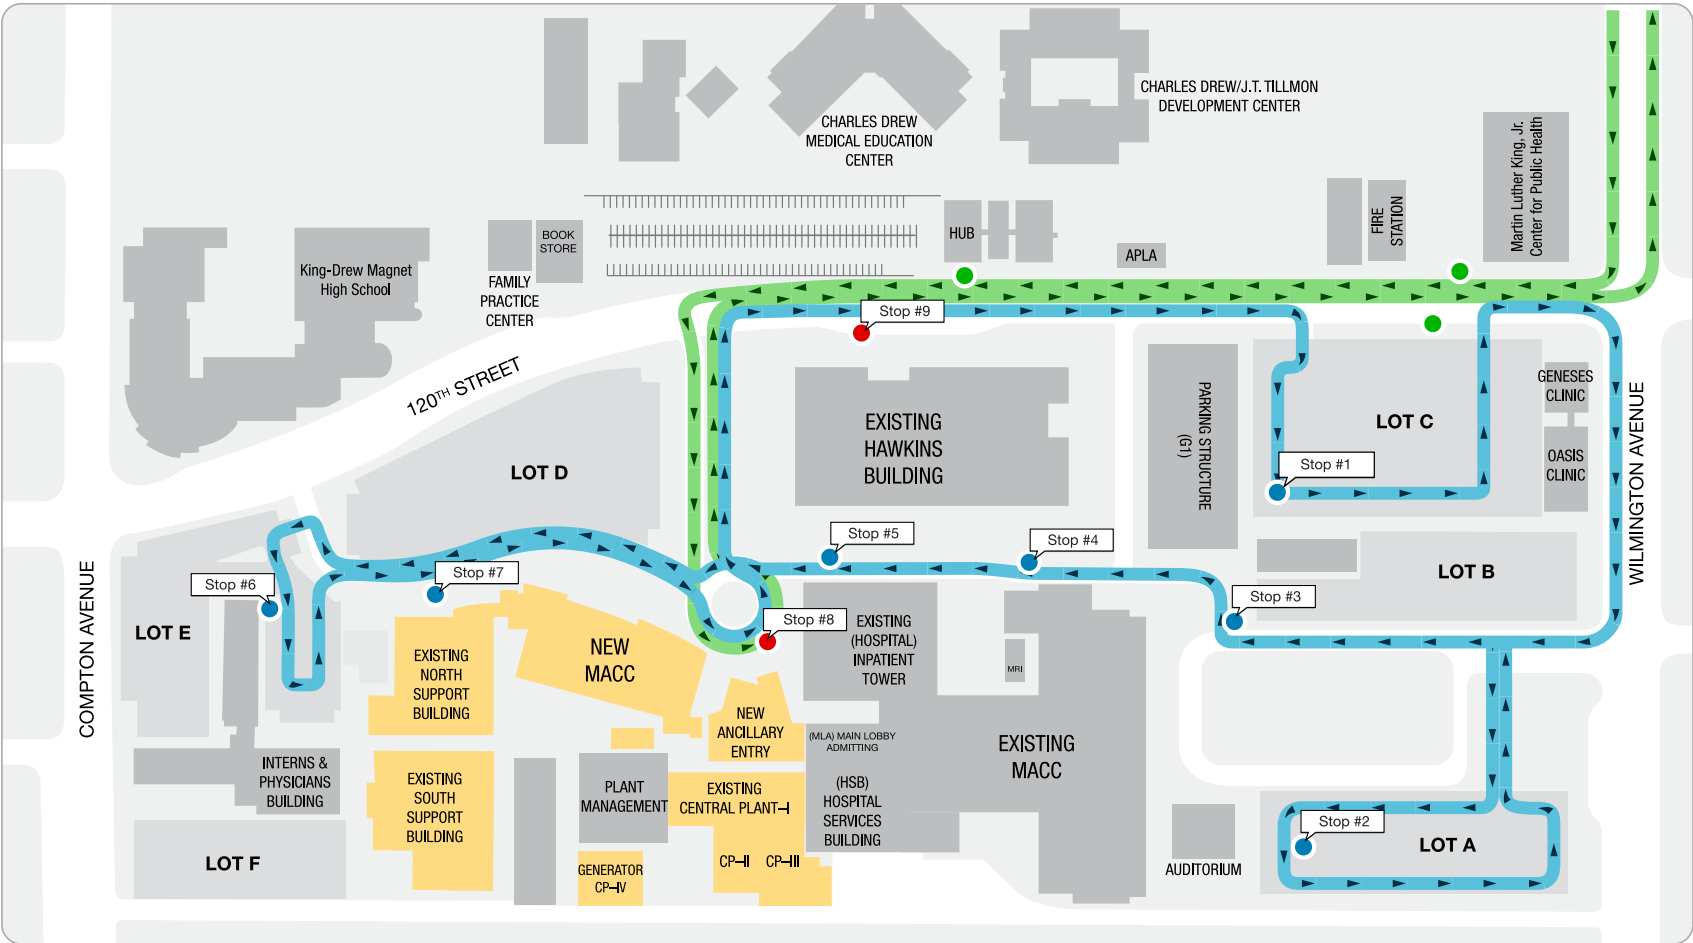 CHARLES DREW
MEDICAL EDUCATION
CENTER
CHARLES DREW/J.T. TILLMON
DEVELOPMENT CENTER
Martin Luther King, Jr.
Center for Public Health
FIRE
STATION
HUB
APLA
BOOK
STORE
FAMILY
PRACTICE
CENTER
King-Drew Magnet
High School
120TH STREET
Stop #9
EXISTING
HAWKINS
BUILDING
PARKING STRUCTURE
(G1)
LOT C
GENESES
CLINIC
OASIS
CLINIC
WILMINGTON AVENUE
Stop #1
LOT D
Stop #5
Stop #4
LOT B
Stop #3
COMPTON AVENUE
Stop #6
Stop #7
Stop #8
LOT E
EXISTING
NORTH
SUPPORT
BUILDING
NEW
MACC
EXISTING
(HOSPITAL)
INPATIENT
TOWER
MRI
NEW
ANCILLARY
ENTRY
(MLA) MAIN LOBBY
ADMITTING
EXISTING
MACC
INTERNS &
PHYSICIANS
BUILDING
EXISTING
SOUTH
SUPPORT
BUILDING
PLANT
MANAGEMENT
EXISTING
CENTRAL PLANT-I
(HSB)
HOSPITAL
SERVICES
BUILDING
CP-II
CP-III
GENERATOR
CP-IV
LOT F
AUDITORIUM
Stop #2
LOT A